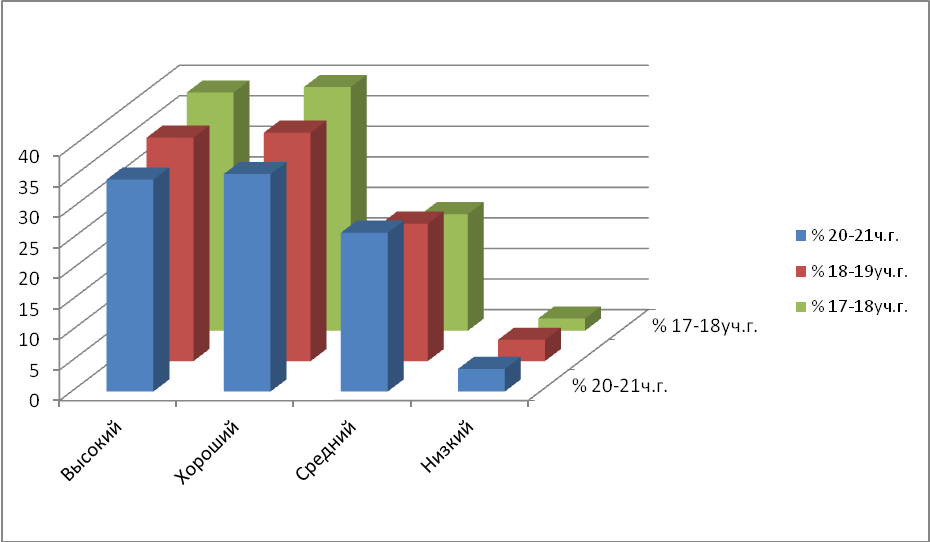 40
35
30
25
20
15
10
5
0
Высокий
Хороший
Средний
Низкий
% 17-18уч.г.
% 20-21ч.г.
% 20-21ч.г.
% 18-19уч.г.
% 17-18уч.г.